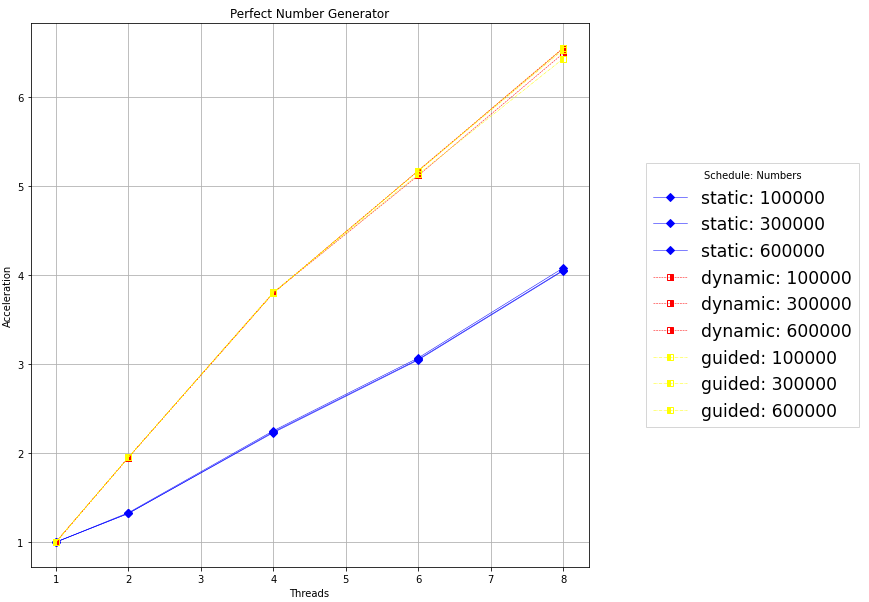 Perfect Number Generator
6
5
4
3
2
1
Acceleration
1 2 3 4 5 6 7 8
Threads
Schedule: Numbers
static: 100000
static: 300000
static: 600000
dynamic: 100000
dynamic: 300000
dynamic: 600000
guided: 100000
guided: 300000
guided: 600000